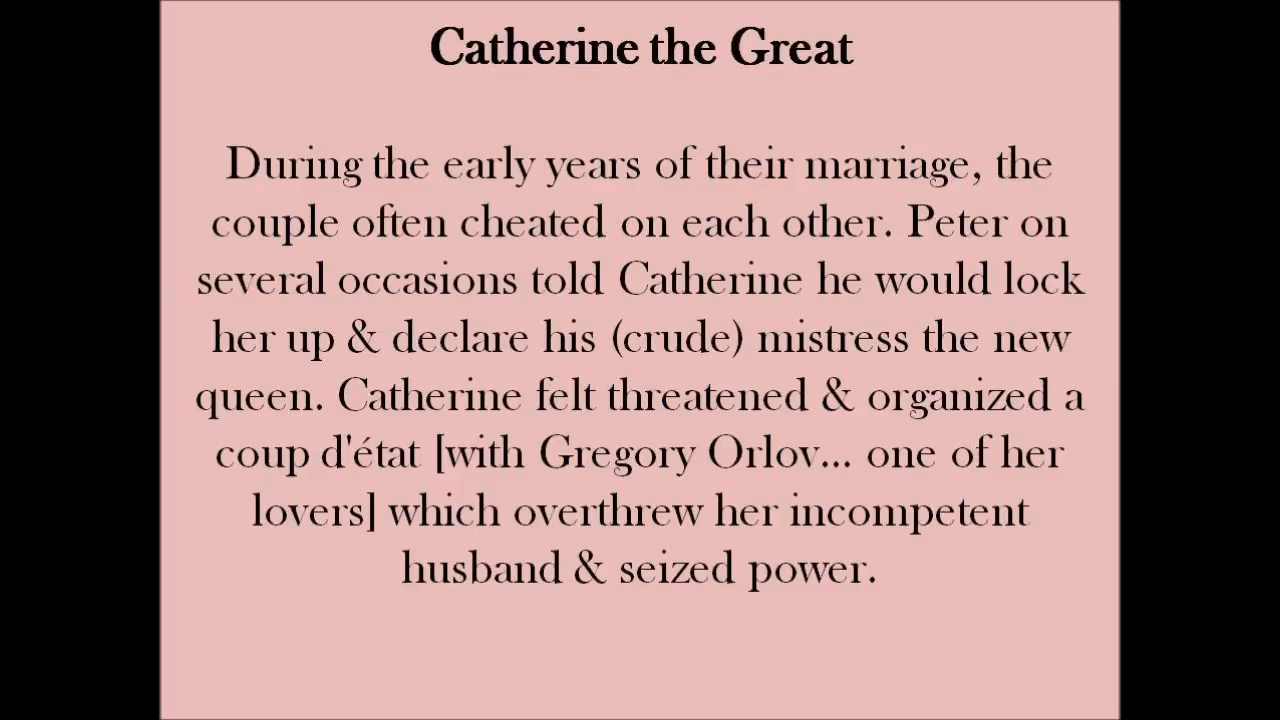 Catherine the Great
During the early years of their marriage, the
couple often cheated on each other. Peter on
several occasions told Catherine he would lock
her up & declare his (crude) mistress the new
queen. Catherine felt threatened & organized a
coup d'état [with Gregory Orlov... one of her
lovers] which overthrew her incompetent
husband & seized power.